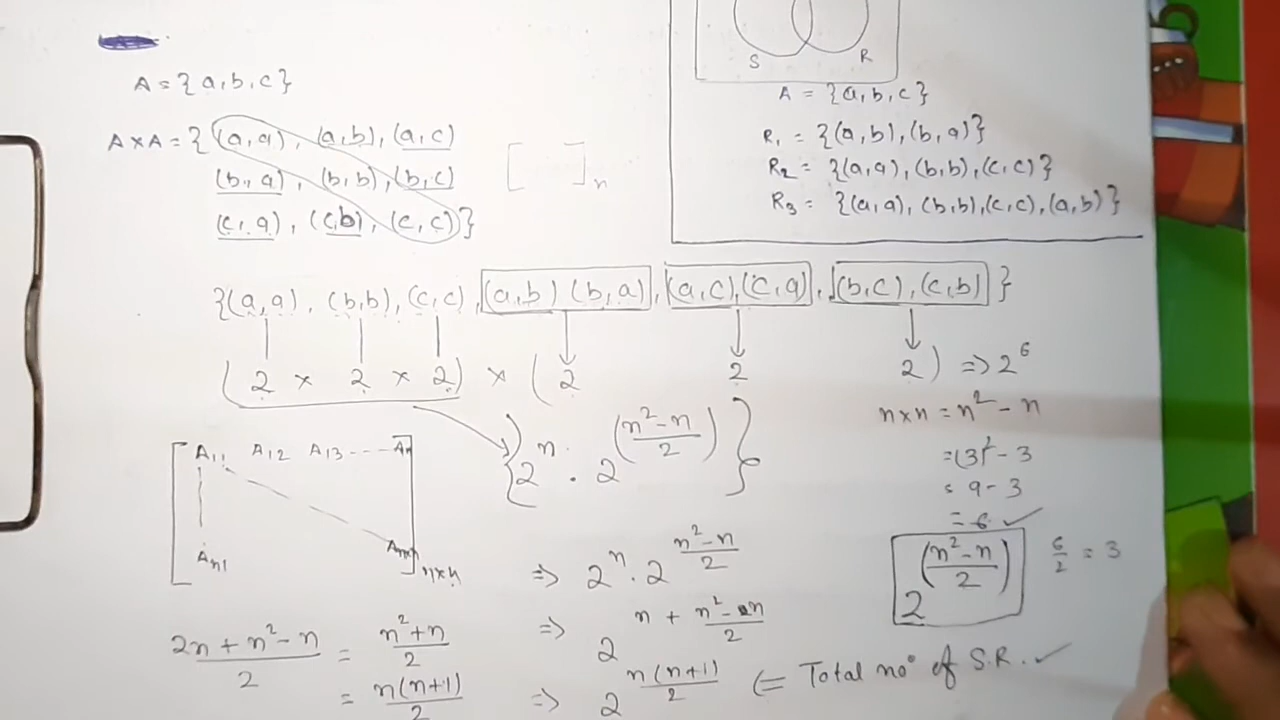 A = {a,b,c}
A×A = { (a,a), (a,b), (a,c)
(b,a), (b,b), (b,c)
(c,a), (c,b), (c,c) }
[ ]n
S R
A = {a,b,c}
R1 = {(a,b),(b,a)}
R2 = {(a,a),(b,b),(c,c)}
R3 = {(a,a),(b,b),(c,c),(a,b)}
{(a,a), (b,b), (c,c), (a,b) (b,a), (a,c),(c,a), (b,c),(c,b) }
( 2 × 2 × 2) × ( 2 2 2 ) => 2^6
{ 2^n . 2^((n²-n)/2) }
n×n = n² - n
= (3)² - 3
= 9 - 3
= 6 ✓
2^((n²-n)/2)
6/2 = 3
A11 A12 A13 --- An
An1 Ann n×n
=> 2^n . 2^((n²-n)/2)
=> 2^(n + (n²-n)/2)
(2n + n² - n)/2 = (n²+n)/2
= n(n+1)/2 => 2^(n(n+1)/2) (= Total no° of S.R. ✓